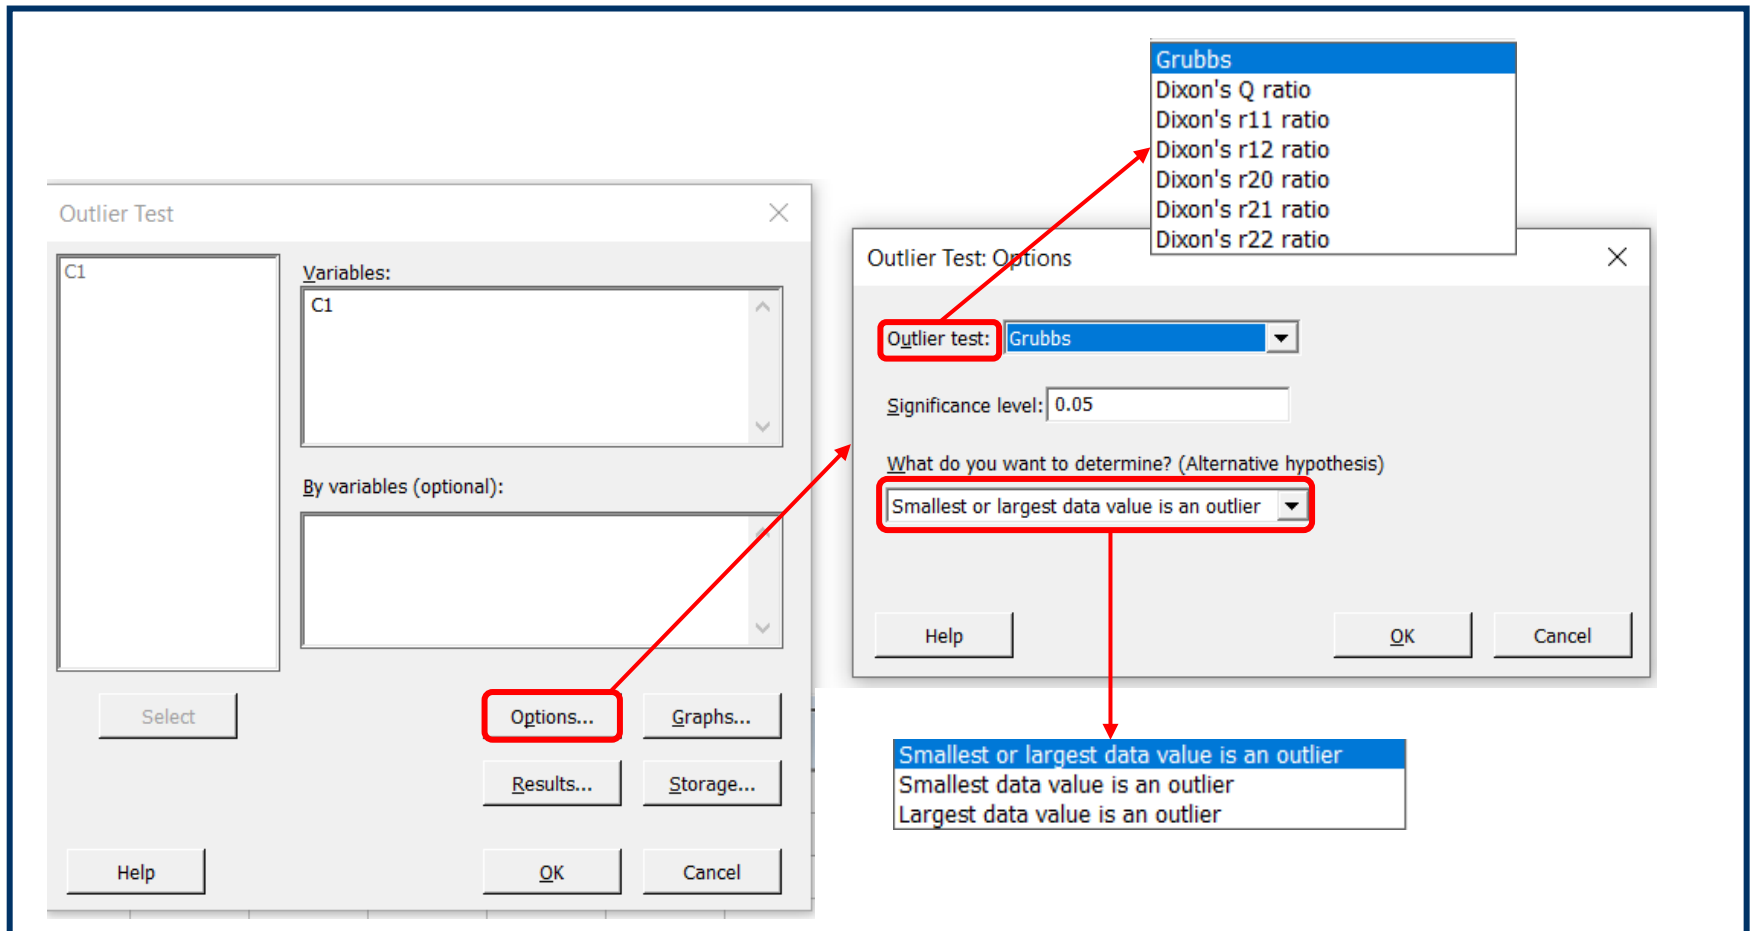 Outlier Test
C1
Variables:
C1
By variables (optional):
Select
Options...
Graphs...
Results...
Storage...
Help
OK
Cancel
Grubbs
Dixon's Q ratio
Dixon's r11 ratio
Dixon's r12 ratio
Dixon's r20 ratio
Dixon's r21 ratio
Dixon's r22 ratio
Outlier Test: Options
Outlier test: Grubbs
Significance level: 0.05
What do you want to determine? (Alternative hypothesis)
Smallest or largest data value is an outlier
Help
OK
Cancel
Smallest or largest data value is an outlier
Smallest data value is an outlier
Largest data value is an outlier